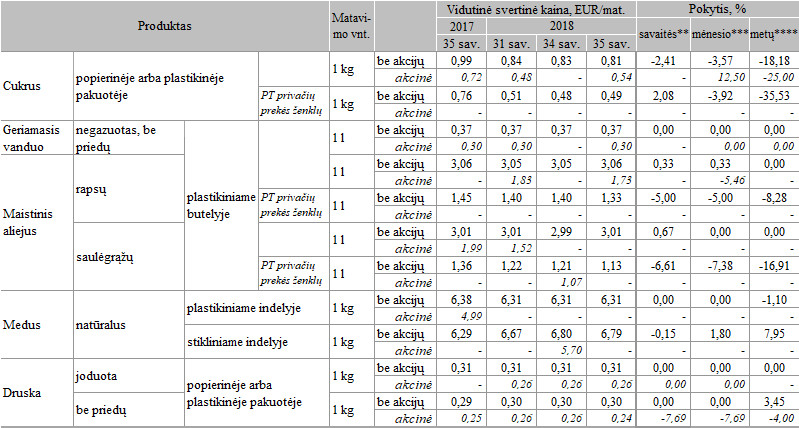 Produktas Matavi- Vidutinė svertinė kaina, EUR/mat. Pokytis, %
mo vnt. 2017 2018 savaitės** mėnesio*** metų****
35 sav. 31 sav. 34 sav. 35 sav.
Cukrus popierinėje arba plastikinėje pakuotėje 1 kg be akcijų 0,99 0,84 0,83 0,81 -2,41 -3,57 -18,18
akcinė 0,72 0,48 - 0,54 - 12,50 -25,00
PT privačių prekės ženklų 1 kg be akcijų 0,76 0,51 0,48 0,49 2,08 -3,92 -35,53
akcinė - - - - - - -
Geriamasis vanduo negazuotas, be priedų plastikiniame butelyje 1 l be akcijų 0,37 0,37 0,37 0,37 0,00 0,00 0,00
akcinė 0,30 0,30 - 0,30 - 0,00 0,00
Maistinis aliejus rapsų 1 l be akcijų 3,06 3,05 3,05 3,06 0,33 0,33 0,00
akcinė - 1,83 - 1,73 - -5,46 -
PT privačių prekės ženklų 1 l be akcijų 1,45 1,40 1,40 1,33 -5,00 -5,00 -8,28
akcinė - - - - - - -
saulėgrąžų 1 l be akcijų 3,01 3,01 2,99 3,01 0,67 0,00 0,00
akcinė 1,99 1,52 - - - - -
PT privačių prekės ženklų 1 l be akcijų 1,36 1,22 1,21 1,13 -6,61 -7,38 -16,91
akcinė - - 1,07 - - - -
Medus natūralus plastikiniame indelyje 1 kg be akcijų 6,38 6,31 6,31 6,31 0,00 0,00 -1,10
akcinė 4,99 - - - - - -
stikliniame indelyje 1 kg be akcijų 6,29 6,67 6,80 6,79 -0,15 1,80 7,95
akcinė - - 5,70 - - - -
Druska joduota popierinėje arba plastikinėje pakuotėje 1 kg be akcijų 0,31 0,31 0,31 0,31 0,00 0,00 0,00
akcinė - 0,26 0,26 0,26 0,00 0,00 -
be priedų 1 kg be akcijų 0,29 0,30 0,30 0,30 0,00 0,00 3,45
akcinė 0,25 0,26 0,26 0,24 -7,69 -7,69 -4,00